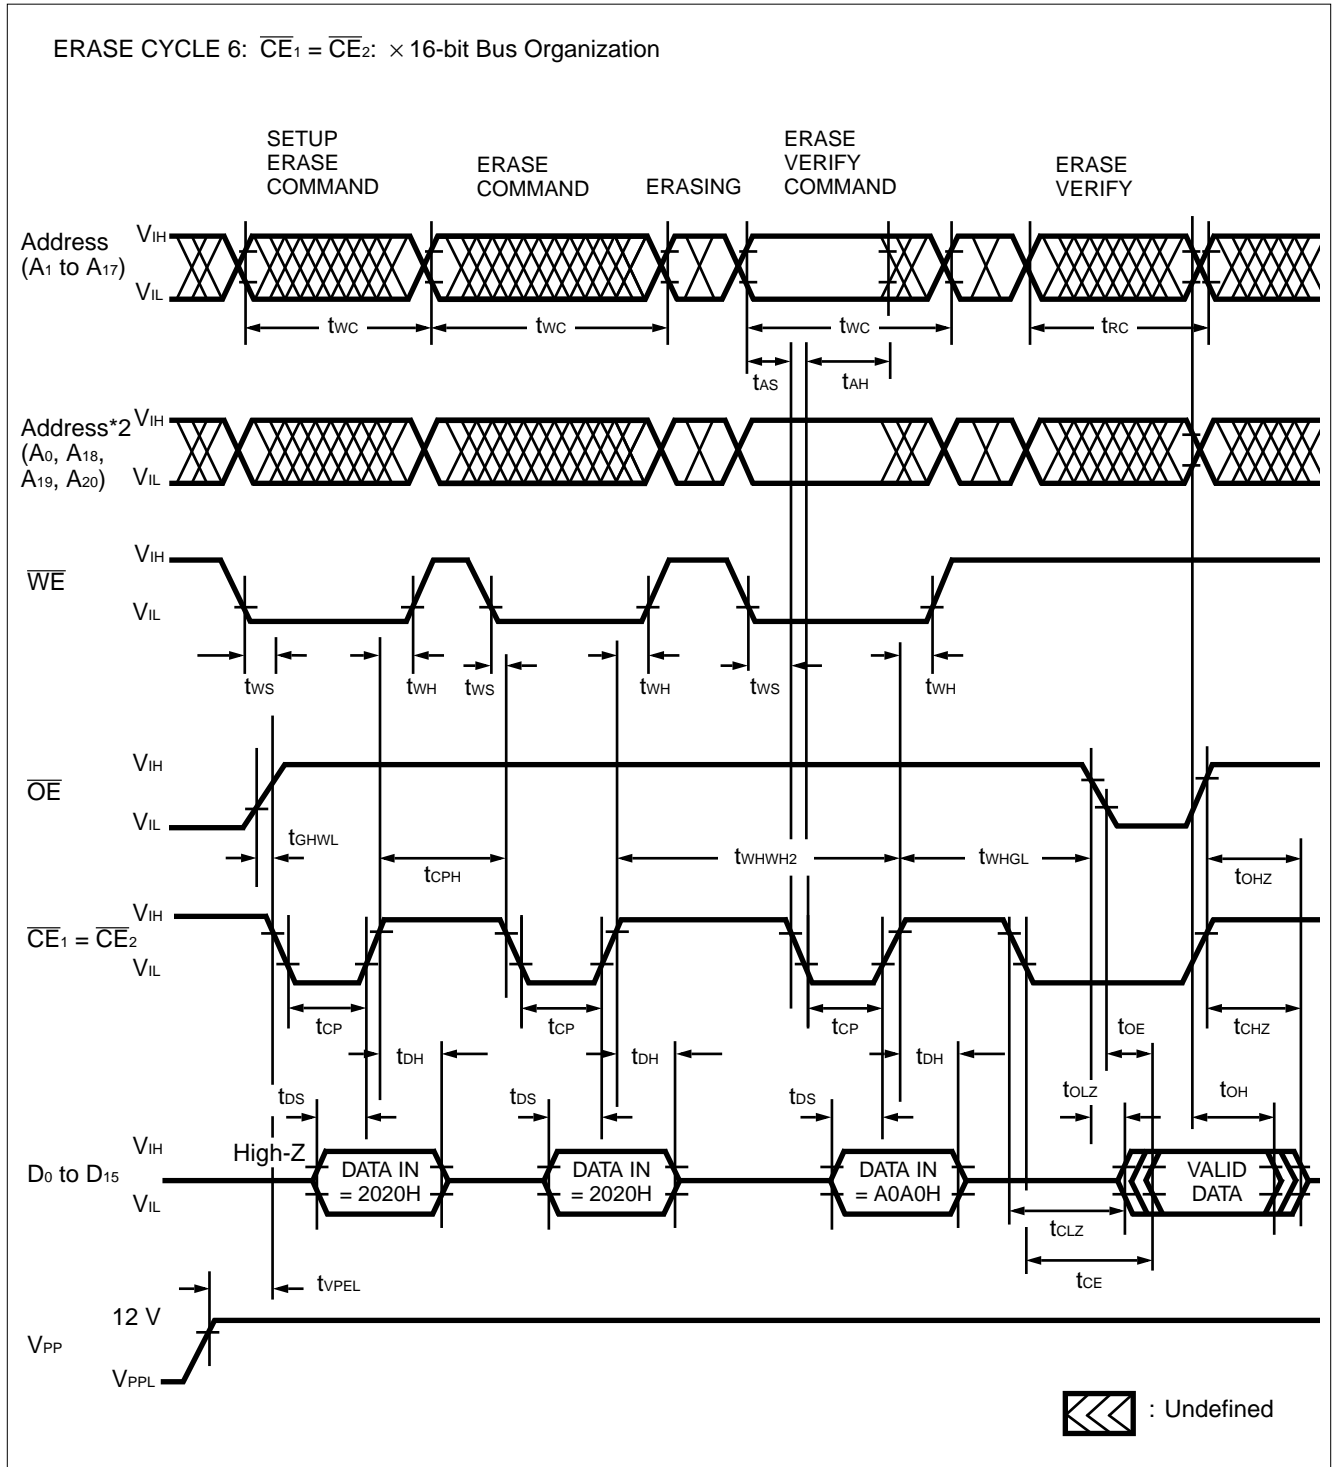 ERASE CYCLE 6: CE1 = CE2: × 16-bit Bus Organization
SETUP
ERASE
COMMAND
ERASE
COMMAND
ERASING
ERASE
VERIFY
COMMAND
ERASE
VERIFY
Address
(A1 to A17)
VIH
VIL
tWC
tWC
tWC
tRC
tAS
tAH
Address*2
(A0, A18,
A19, A20)
VIH
VIL
WE
VIH
VIL
tWS
tWH
tWS
tWH
tWS
tWH
OE
VIH
VIL
tGHWL
tCPH
tWHWH2
tWHGL
tOHZ
CE1 = CE2
VIH
VIL
tCP
tCP
tCP
tOE
tCHZ
tDH
tDH
tDH
tDS
tDS
tDS
tOLZ
tOH
D0 to D15
VIH
VIL
High-Z
DATA IN
= 2020H
DATA IN
= 2020H
DATA IN
= A0A0H
VALID
DATA
tCLZ
tCE
tVPEL
VPP
12 V
VPPL
: Undefined